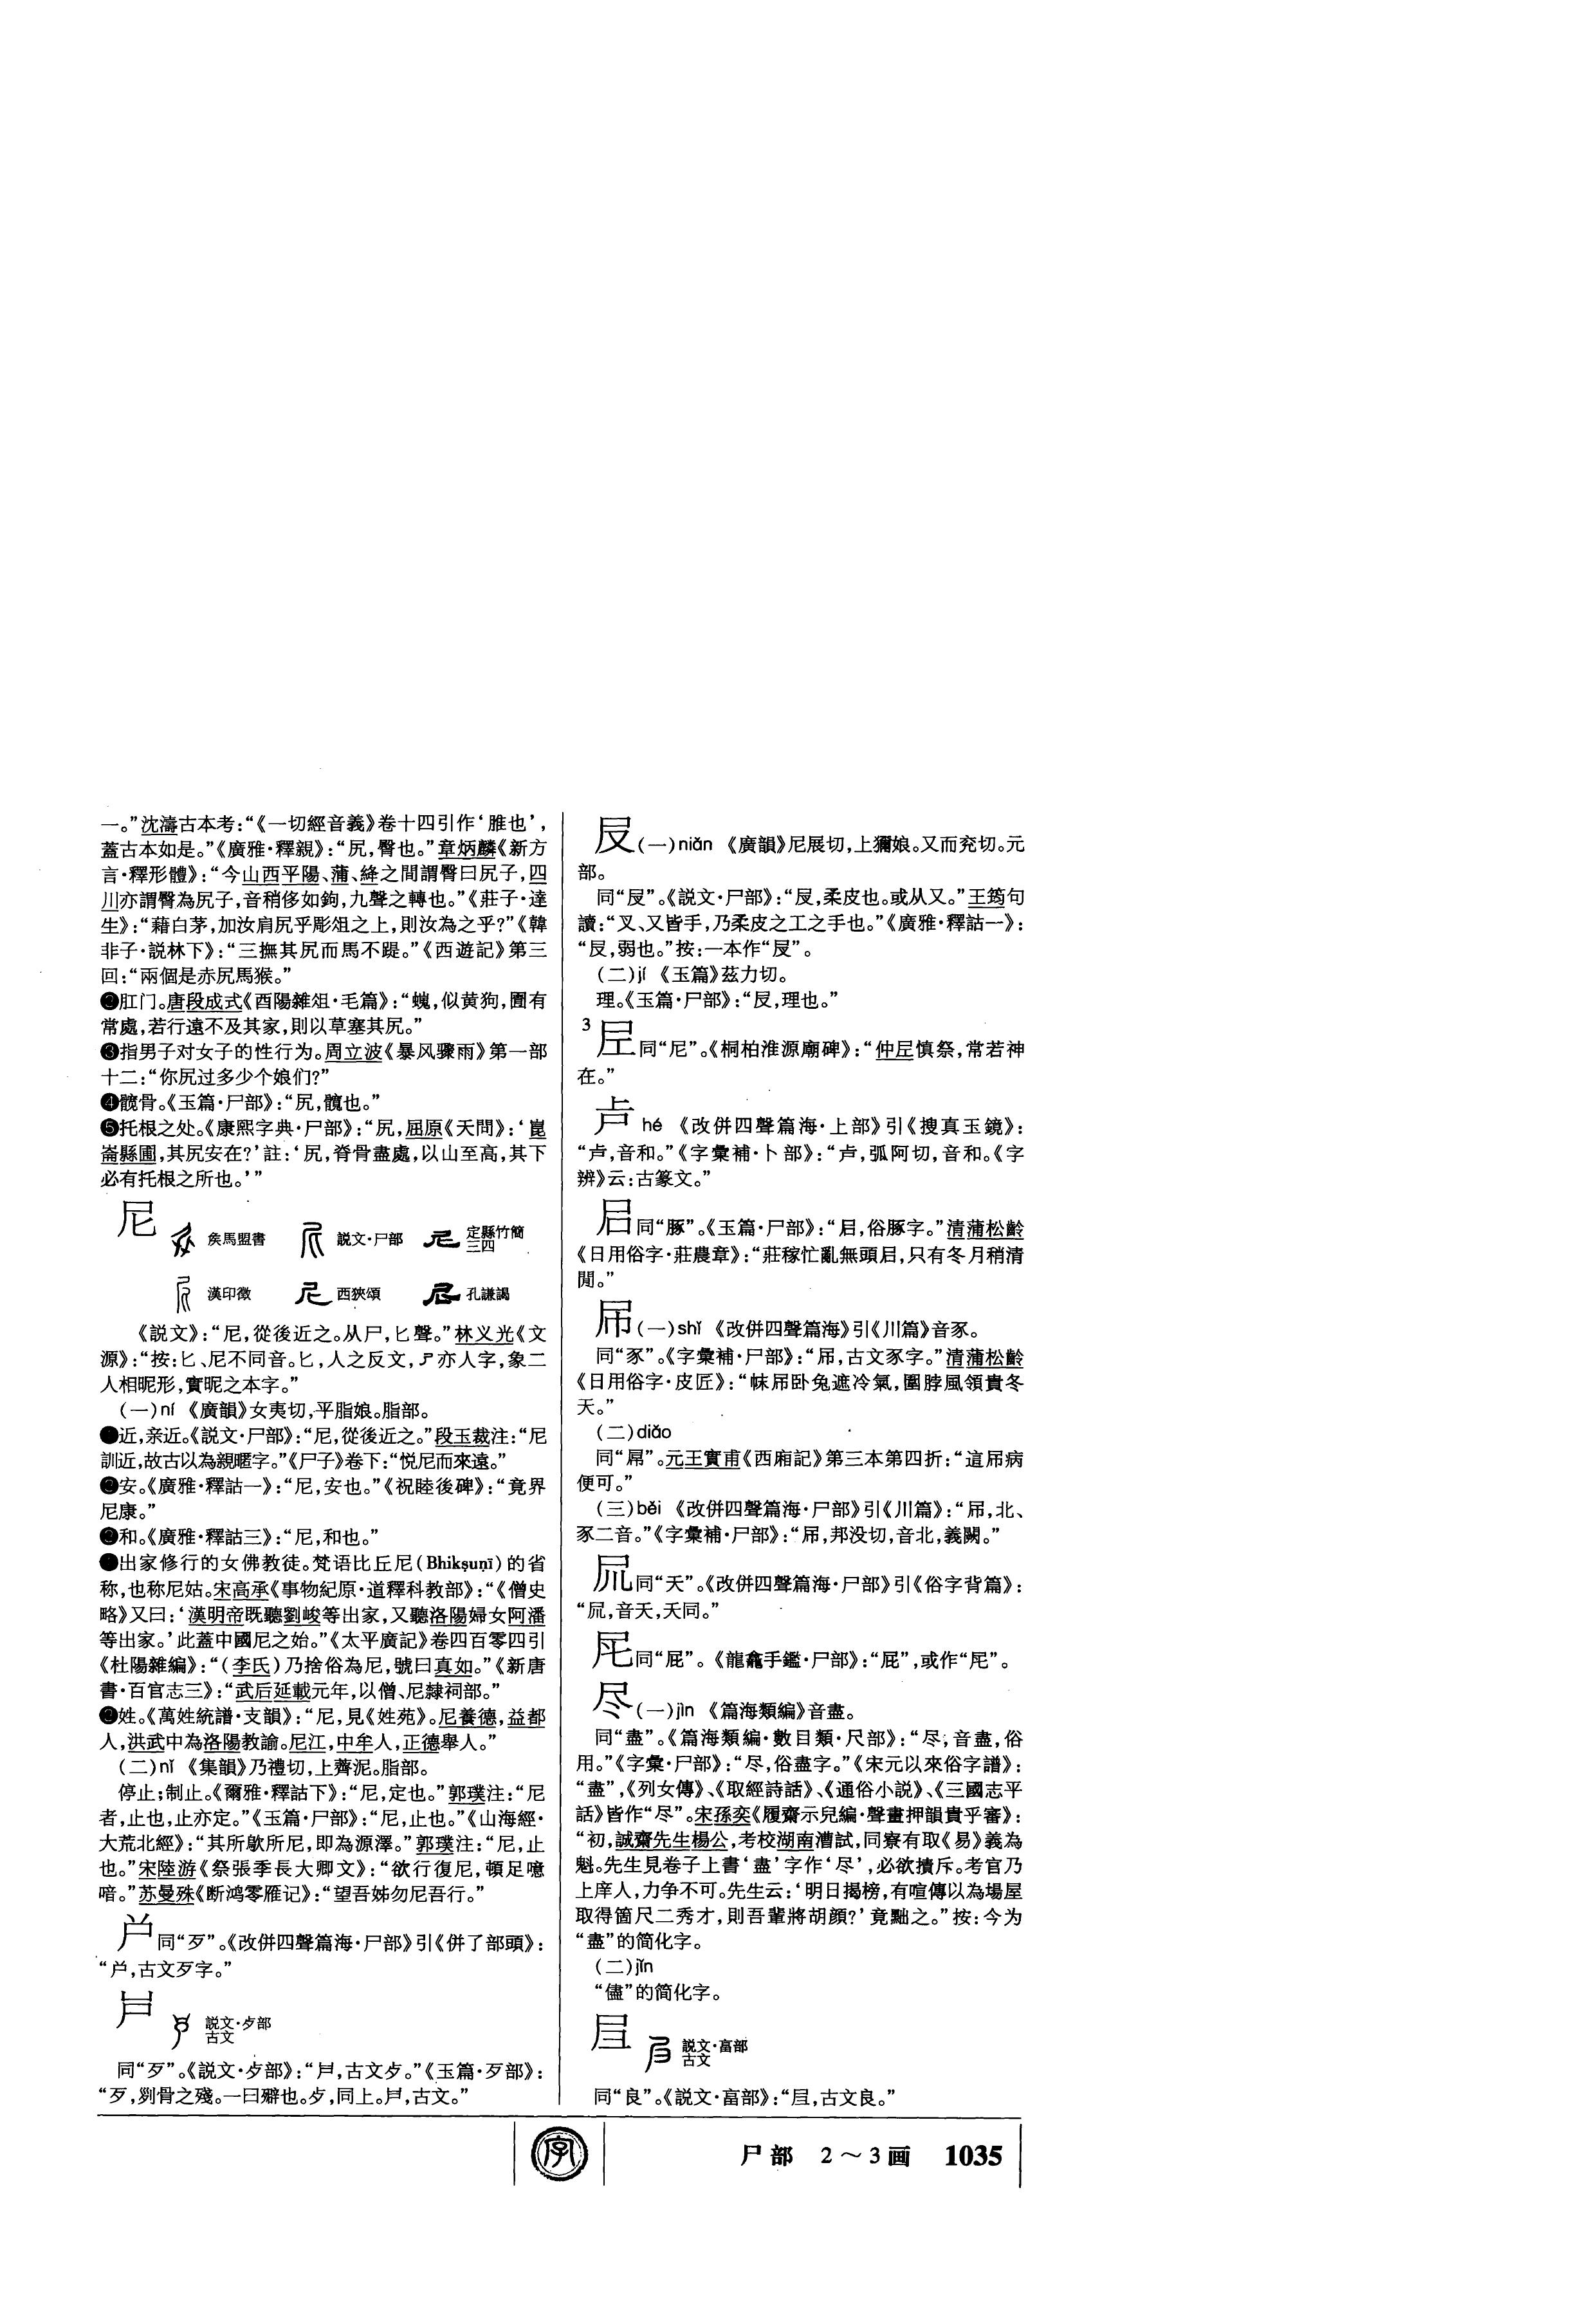 一。”沈濤古本考：“《一切經音義》卷十四引作‘脽也’，
蓋古本如是。”《廣雅·釋親》：“尻，臀也。”章炳麟《新方
言·釋形體》：“今山西平陽、蒲、絳之間謂臀曰尻子，四
川亦謂臀為尻子，音稍侈如鉤，九聲之轉也。”《莊子·達
生》：“藉白茅，加汝肩尻乎彫俎之上，則汝為之乎？”《韓
非子·説林下》：“三撫其尻而馬不踶。”《西遊記》第三
回：“兩個是赤尻馬猴。”
❷肛门。唐段成式《酉陽雜俎·毛篇》：“，似黄狗，圊有
常處，若行遠不及其家，則以草塞其尻。”
❸指男子对女子的性行为。周立波《暴风骤雨》第一部
十二：“你尻过多少个娘们？”
❹髖骨。《玉篇·尸部》：“尻，髖也。”
❺托根之处。《康熙字典·尸部》：“尻，屈原《天問》：‘崑
崙縣圃，其尻安在？’註：‘尻，脊骨盡處，以山至高，其下
必有托根之所也。’”
尼 矦馬盟書 説文·尸部 定縣竹簡三四
漢印徵 西狹頌 孔謙謁
《説文》：“尼，從後近之。从尸，匕聲。”林义光《文
源》：“按：匕、尼不同音。匕，人之反文，尸亦人字，象二
人相昵形，實昵之本字。”
（一）ní 《廣韻》女夷切，平脂娘。脂部。
近，亲近。《説文·尸部》：“尼，從後近之。”段玉裁注：“尼
訓近，故古以為親暱字。”《尸子》卷下：“悦尼而來遠。”
安。《廣雅·釋詁一》：“尼，安也。”《祝睦後碑》：“竟界
尼康。”
和。《廣雅·釋詁三》：“尼，和也。”
出家修行的女佛教徒。梵语比丘尼（Bhikṣuṇī）的省
称，也称尼姑。宋高承《事物紀原·道釋科教部》：“《僧史
略》又曰：‘漢明帝既聽劉峻等出家，又聽洛陽婦女阿潘
等出家。’此蓋中國尼之始。”《太平廣記》卷四百零四引
《杜陽雜編》：“（李氏）乃捨俗為尼，號曰真如。”《新唐
書·百官志三》：“武后延載元年，以僧、尼隸祠部。”
姓。《萬姓統譜·支韻》：“尼，見《姓苑》。尼養德，益都
人，洪武中為洛陽教諭。尼江，中牟人，正德舉人。”
（二）nǐ 《集韻》乃禮切，上薺泥。脂部。
停止；制止。《爾雅·釋詁下》：“尼，定也。”郭璞注：“尼
者，止也，止亦定。”《玉篇·尸部》：“尼，止也。”《山海經·
大荒北經》：“其所歍所尼，即為源澤。”郭璞注：“尼，止
也。”宋陸游《祭張季長大卿文》：“欲行復尼，頓足噫
喑。”苏曼殊《断鸿零雁记》：“望吾姊勿尼吾行。”
同“歹”。《改併四聲篇海·尸部》引《併了部頭》：
“，古文歹字。”
説文·歺部古文
同“歹”。《説文·歺部》：“，古文歺。”《玉篇·歹部》：
“歹，剡骨之殘。一曰癖也。歺，同上。，古文。”
㞋（一）niǎn 《廣韻》尼展切，上獮娘。又而兖切。元
部。
同“㞋”。《説文·尸部》：“㞋，柔皮也。或从又。”王筠句
讀：“叉、又皆手，乃柔皮之工之手也。”《廣雅·釋詁一》：
“㞋，弱也。”按：一本作“㞋”。
（二）jí 《玉篇》茲力切。
理。《玉篇·尸部》：“㞋，理也。”
3
同“尼”。《桐柏淮源廟碑》：“仲慎祭，常若神
在。”
hé 《改併四聲篇海·上部》引《搜真玉鏡》：
“，音和。”《字彙補·卜部》：“，弧阿切，音和。《字
辨》云：古篆文。”
同“豚”。《玉篇·尸部》：“，俗豚字。”清蒲松齡
《日用俗字·莊農章》：“莊稼忙亂無頭，只有冬月稍清
閒。”
屌（一）shǐ 《改併四聲篇海》引《川篇》音豕。
同“豕”。《字彙補·尸部》：“，古文豕字。”清蒲松齡
《日用俗字·皮匠》：“帓卧兔遮冷氣，圍脖風領貴冬
天。”
（二）diǎo
同“屌”。元王實甫《西廂記》第三本第四折：“這病
便可。”
（三）běi 《改併四聲篇海·尸部》引《川篇》：“，北、
豕二音。”《字彙補·尸部》：“，邦没切，音北，義闕。”
同“天”。《改併四聲篇海·尸部》引《俗字背篇》：
“，音天，天同。”
同“屁”。《龍龕手鑑·尸部》：“屁”，或作“”。
尽（一）jìn 《篇海類編》音盡。
同“盡”。《篇海類編·數目類·尺部》：“尽，音盡，俗
用。”《字彙·尸部》：“尽，俗盡字。”《宋元以來俗字譜》：
“盡”，《列女傳》、《取經詩話》、《通俗小説》、《三國志平
話》皆作“尽”。宋孫奕《履齋示兒編·聲畫押韻貴乎審》：
“初，誠齋先生楊公，考校湖南漕試，同寮有取《易》義為
魁。先生見卷子上書‘盡’字作‘尽’，必欲擯斥。考官乃
上庠人，力争不可。先生云：‘明日揭榜，有喧傳以為場屋
取得箇尺二秀才，則吾輩將胡顔？’竟黜之。”按：今为
“盡”的简化字。
（二）jǐn
“儘”的简化字。
説文·畗部古文
同“良”。《説文·畗部》：“，古文良。”
尸部 2～3画 1035
字